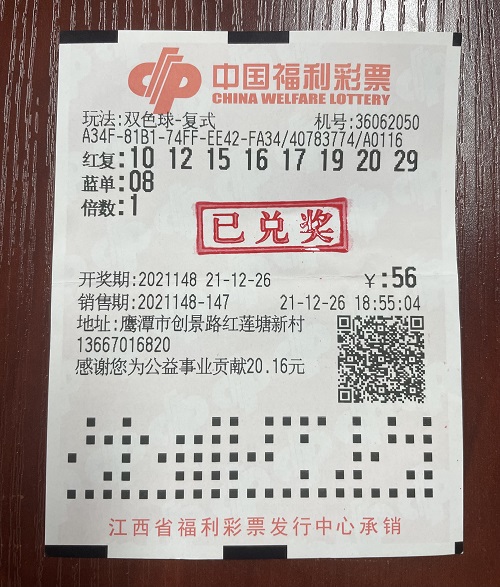 中国福利彩票
CHINA WELFARE LOTTERY
玩法:双色球-复式 机号:36062050
A34F-81B1-74FF-EE42-FA34/40783774/A0116
红复:10 12 15 16 17 19 20 29
蓝单:08
倍数:1
已兑奖
开奖期:2021148 21-12-26 ￥:56
销售期:2021148-147 21-12-26 18:55:04
地址:鹰潭市创景路红莲塘新村
13667016820
感谢您为公益事业贡献20.16元
江西省福利彩票发行中心承销